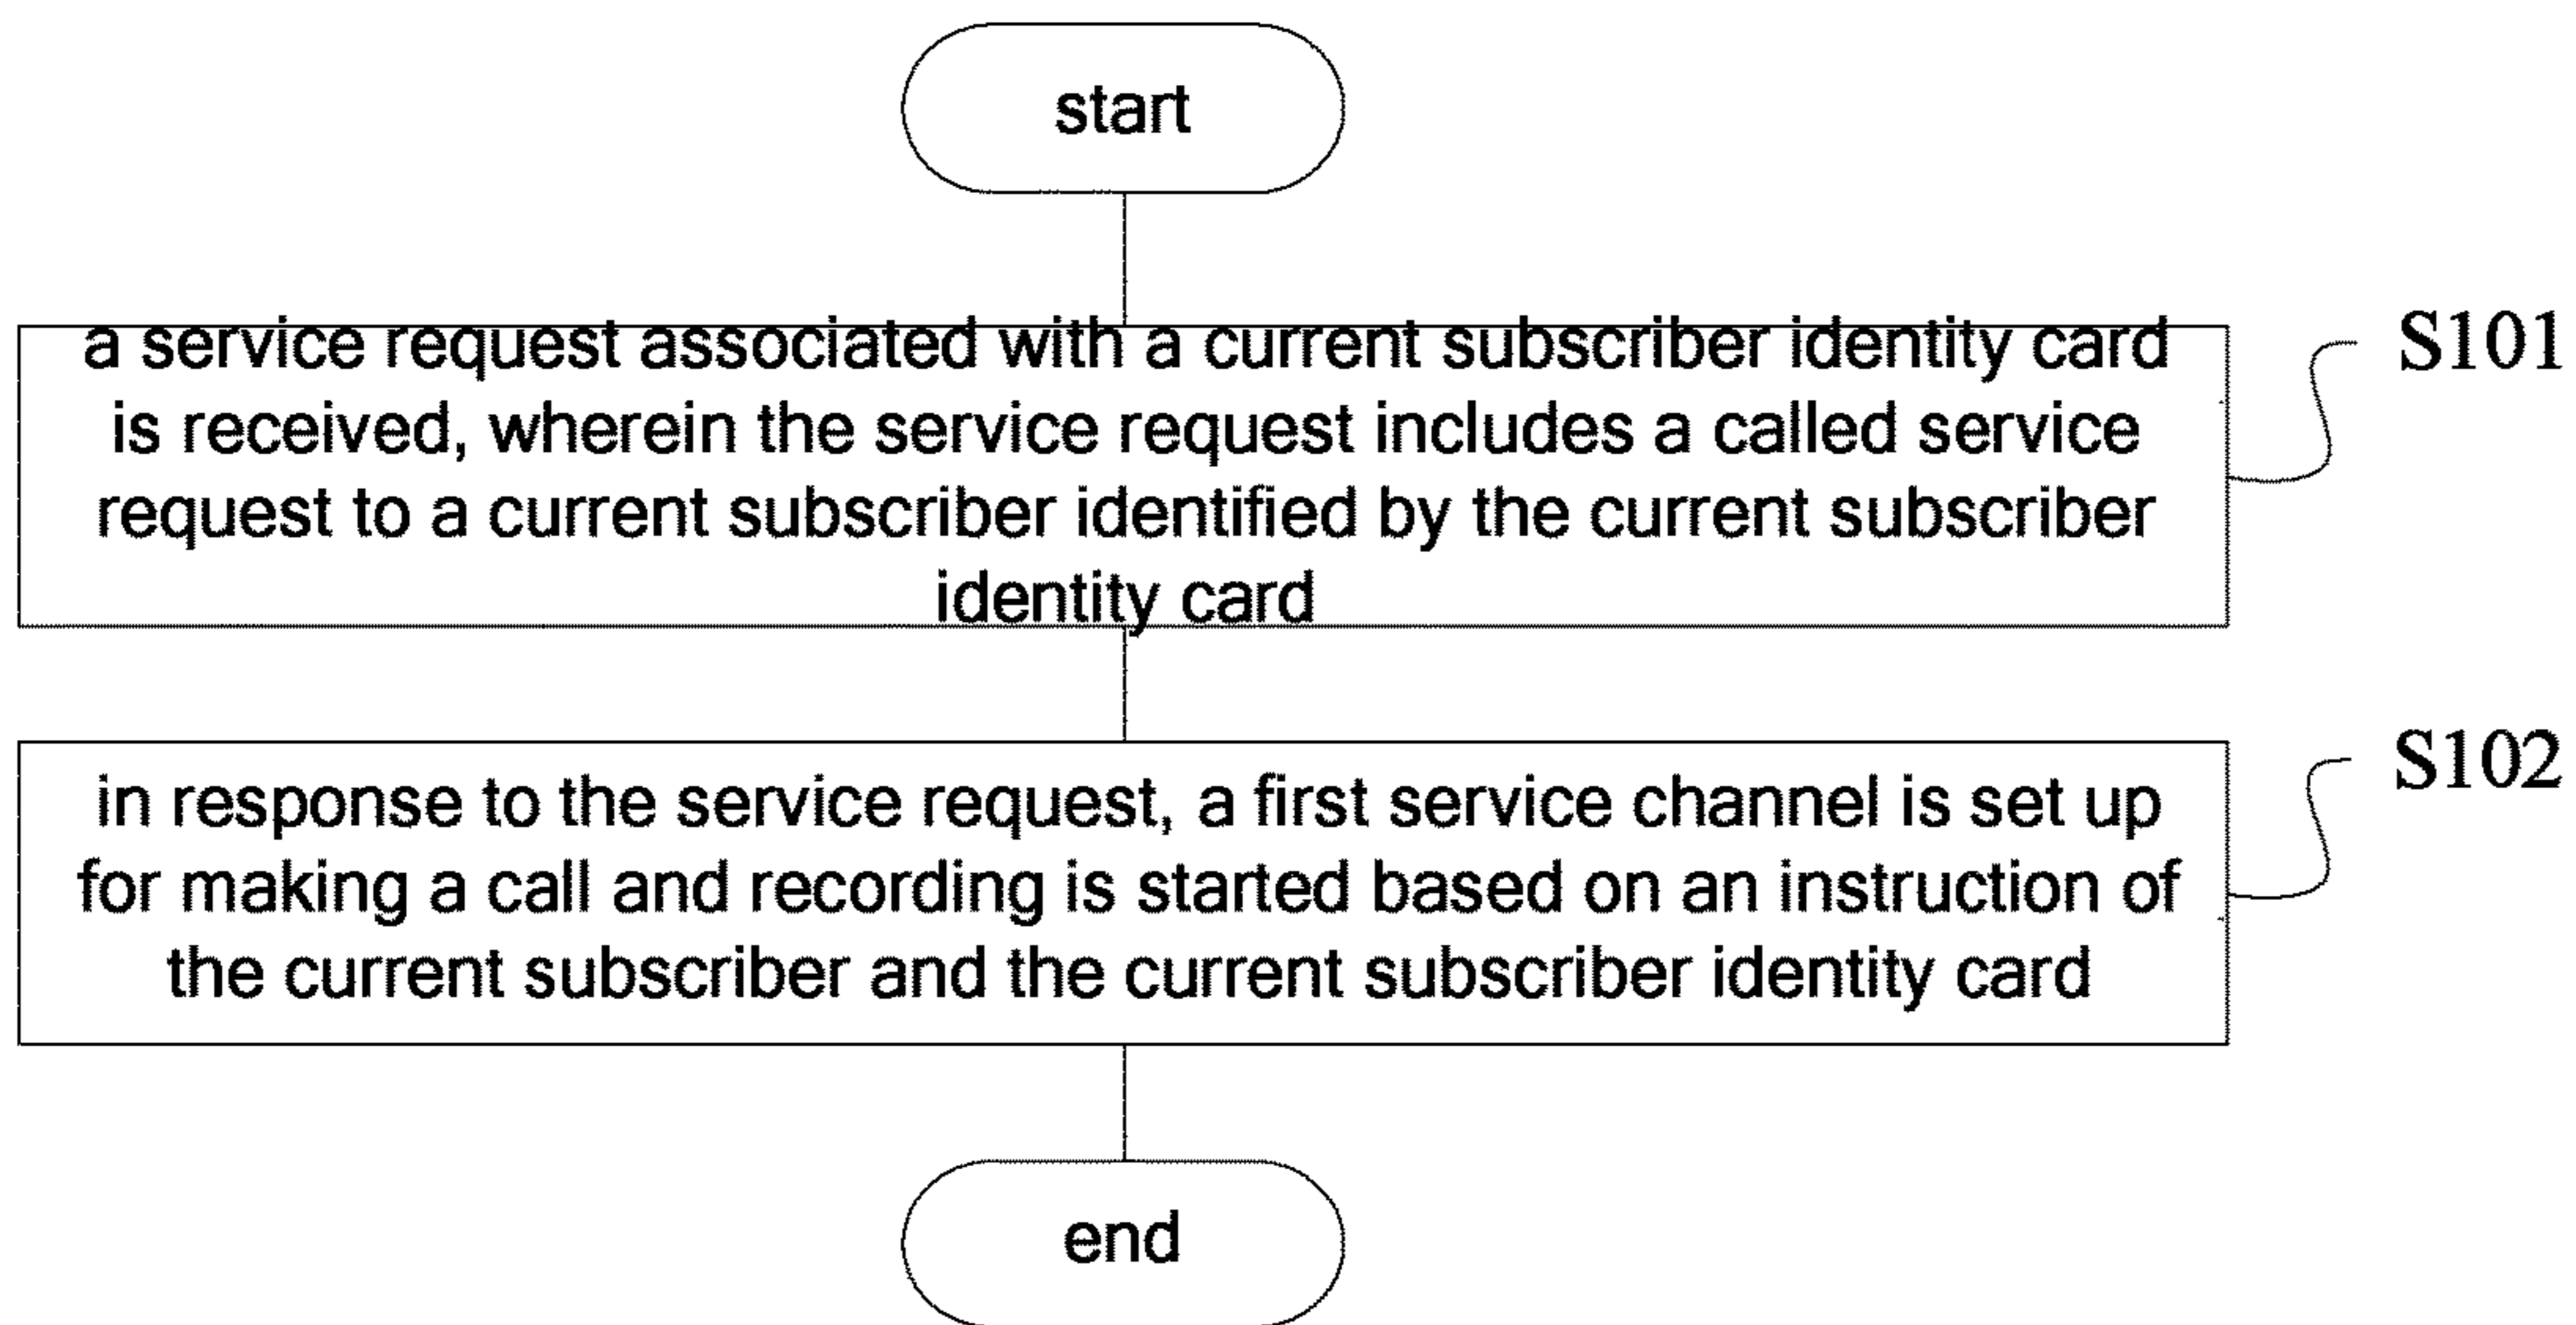 start
a service request associated with a current subscriber identity card
is received, wherein the service request includes a called service
request to a current subscriber identified by the current subscriber
identity card
S101
in response to the service request, a first service channel is set up
for making a call and recording is started based on an instruction of
the current subscriber and the current subscriber identity card
S102
end